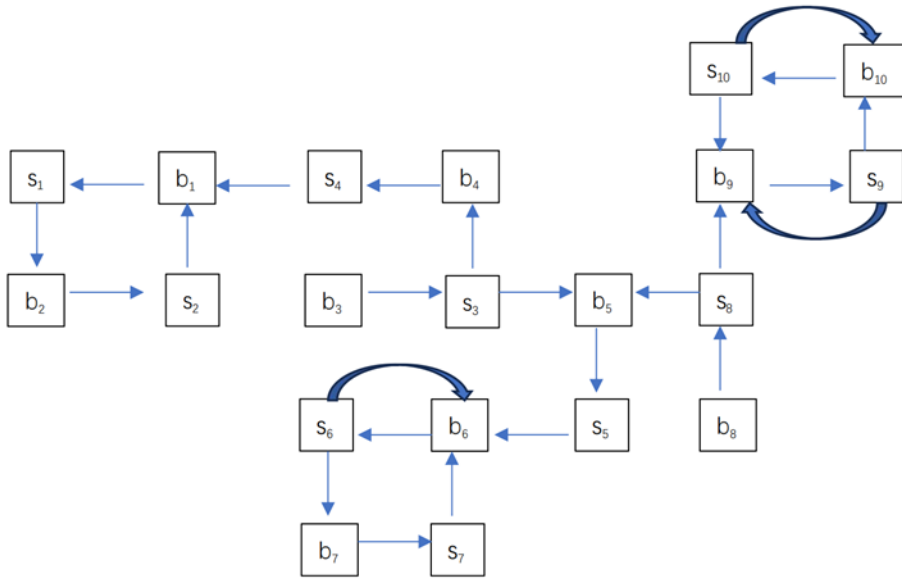 s₁₀ b₁₀
s₁ b₁ s₄ b₄ b₉ s₉
b₂ s₂ b₃ s₃ b₅ s₈
s₆ b₆ s₅ b₈
b₇ s₇